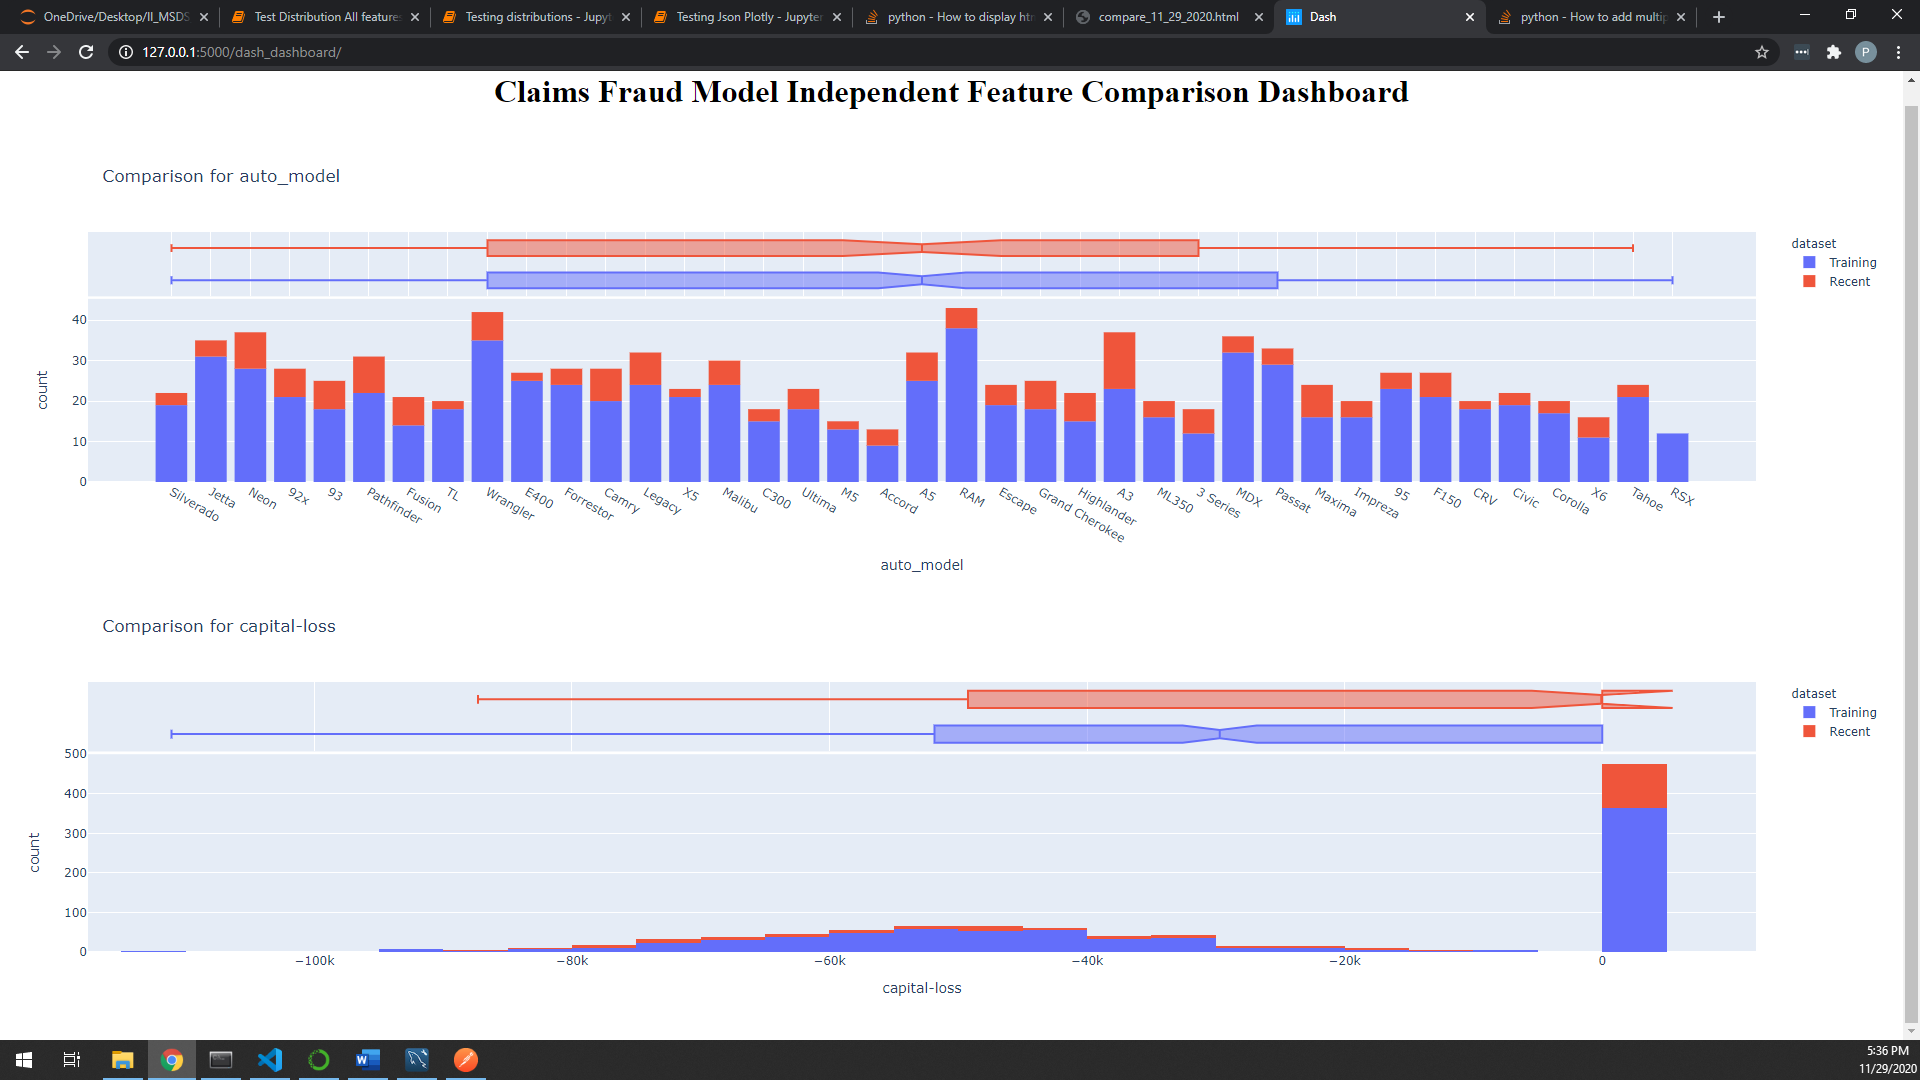 OneDrive/Desktop/II_MSDS
Test Distribution All features
Testing distributions - Jupyt
Testing Json Plotly - Jupyter
python - How to display htm
compare_11_29_2020.html
Dash
python - How to add multip
127.0.0.1:5000/dash_dashboard/
P
Claims Fraud Model Independent Feature Comparison Dashboard
Comparison for auto_model
dataset
Training
Recent
count
40
30
20
10
0
Silverado
Jetta
Neon
92x
93
Pathfinder
Fusion
TL
Wrangler
E400
Forrestor
Camry
Legacy
X5
Malibu
C300
Ultima
M5
Accord
A5
RAM
Escape
Grand Cherokee
Highlander
A3
ML350
3 Series
MDX
Passat
Maxima
Impreza
95
F150
CRV
Civic
Corolla
X6
Tahoe
RSX
auto_model
Comparison for capital-loss
dataset
Training
Recent
count
500
400
300
200
100
0
−100k
−80k
−60k
−40k
−20k
0
capital-loss
5:36 PM
11/29/2020